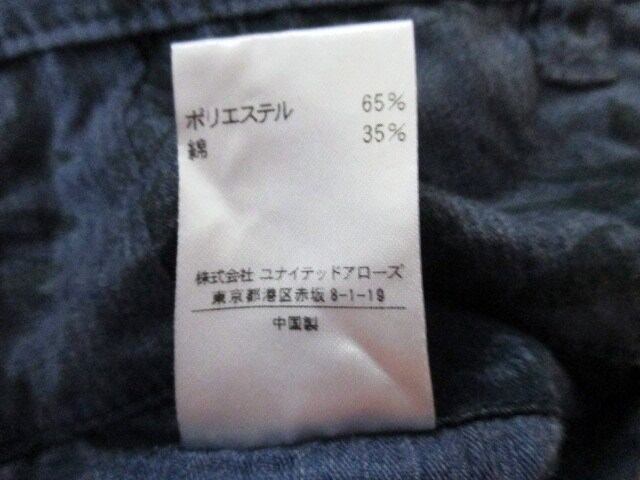 ポリエステル 65%
綿 35%
株式会社 ユナイテッドアローズ
東京都港区赤坂 8-1-19
中国製